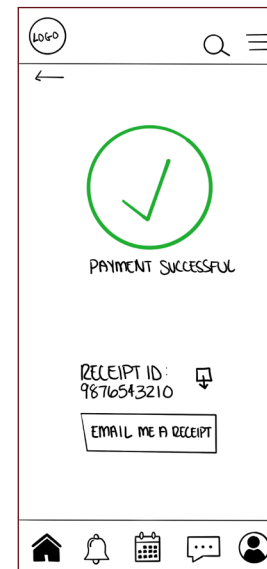 LOGO
PAYMENT SUCCESSFUL
RECEIPT ID:
9876543210
EMAIL ME A RECEIPT